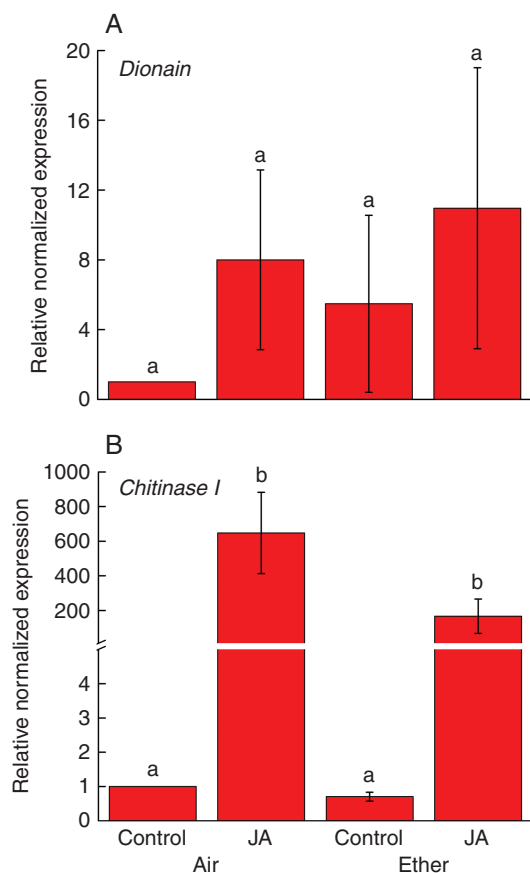 A
Relative normalized expression
20
16
12
8
4
0
Dionain
a
a
a
a
B
Relative normalized expression
1000
800
600
400
200
4
3
2
1
0
Chitinase I
a
b
a
b
Control JA Control JA
Air Ether